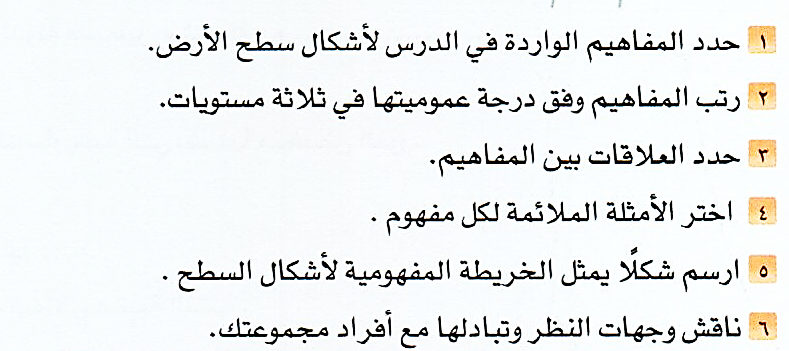 ١ حدد المفاهيم الواردة في الدرس لأشكال سطح الأرض.
٢ رتب المفاهيم وفق درجة عموميتها في ثلاثة مستويات.
٣ حدد العلاقات بين المفاهيم.
٤ اختر الأمثلة الملائمة لكل مفهوم .
٥ ارسم شكلًا يمثل الخريطة المفهومية لأشكال السطح .
٦ ناقش وجهات النظر وتبادلها مع أفراد مجموعتك.